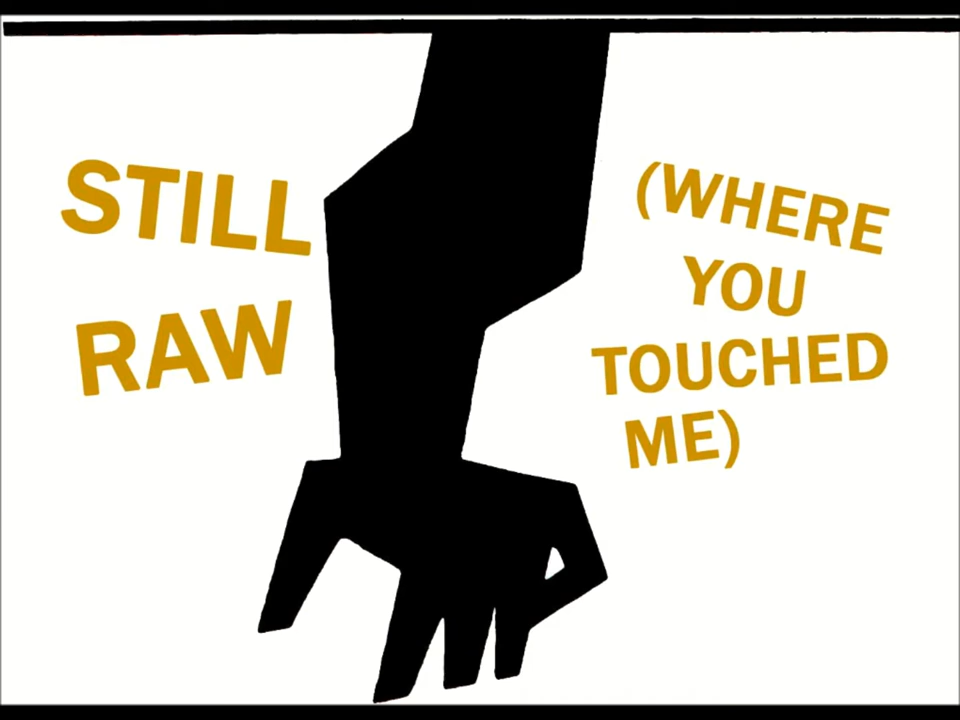 STILL
RAW
(WHERE
YOU
TOUCHED
ME)